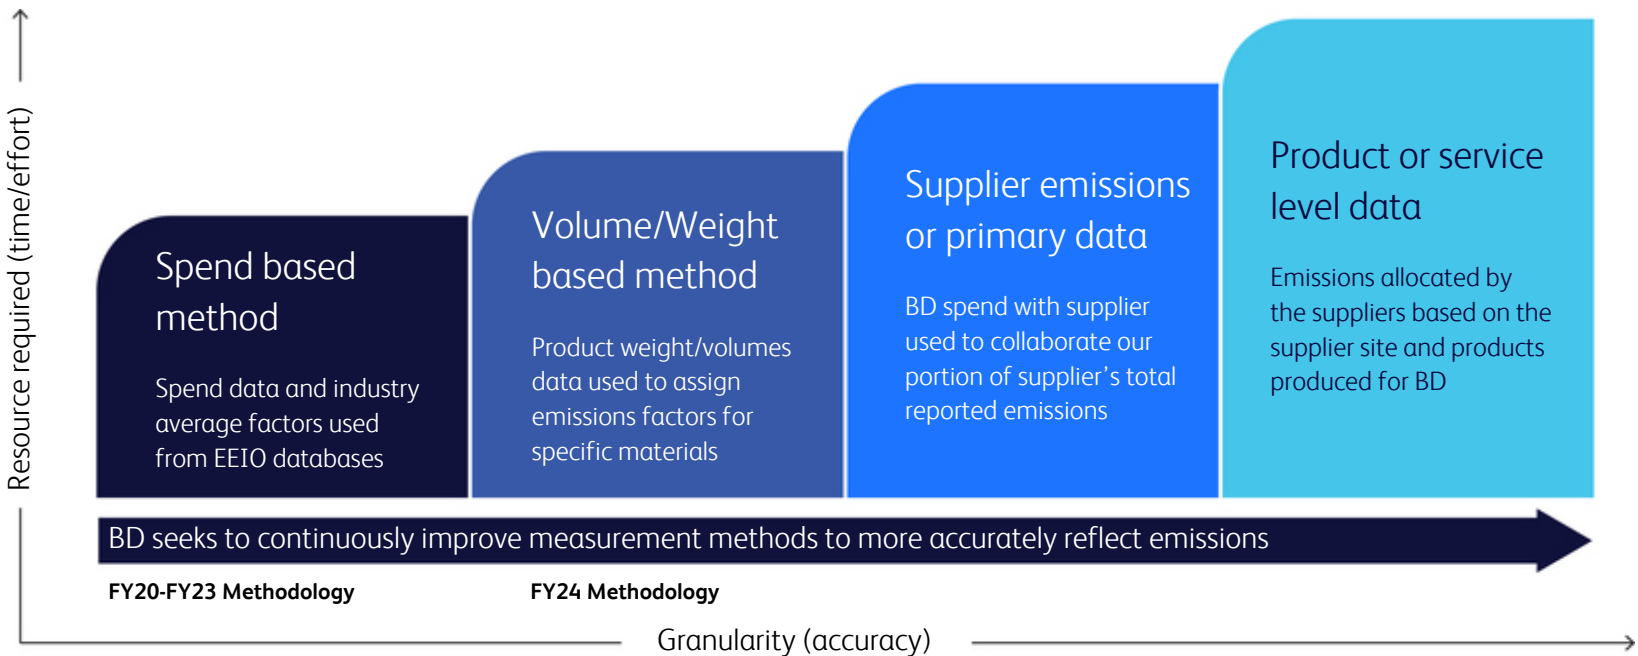 Resource required (time/effort)
Spend based
method
Spend data and industry
average factors used
from EEIO databases
Volume/Weight
based method
Product weight/volumes
data used to assign
emissions factors for
specific materials
Supplier emissions
or primary data
BD spend with supplier
used to collaborate our
portion of supplier’s total
reported emissions
Product or service
level data
Emissions allocated by
the suppliers based on the
supplier site and products
produced for BD
BD seeks to continuously improve measurement methods to more accurately reflect emissions
FY20-FY23 Methodology
FY24 Methodology
Granularity (accuracy)